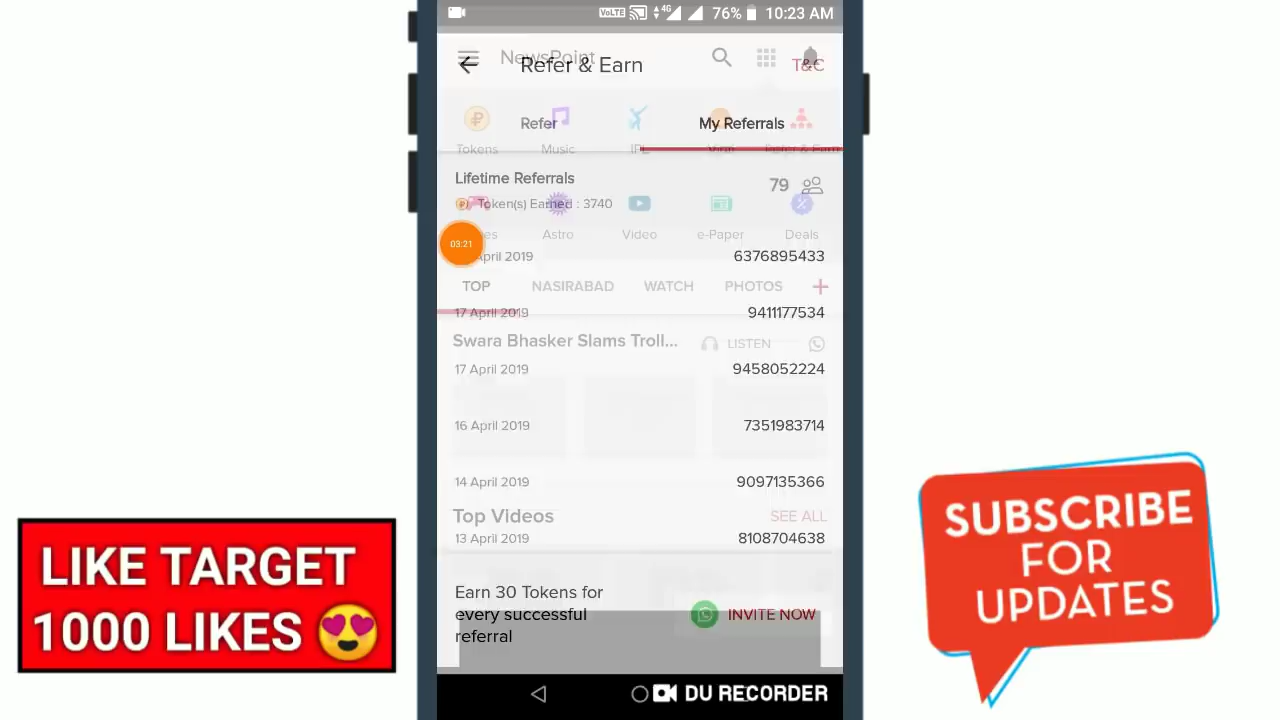 VoLTE 4G 76% 10:23 AM
NewsPoint
Refer & Earn T&C
Refer My Referrals
Tokens Music IPL Viral Refer & Earn
Lifetime Referrals 79
Token(s) Earned : 3740
Astro Video e-Paper Deals
03:21
April 2019 6376895433
TOP NASIRABAD WATCH PHOTOS +
17 April 2019 9411177534
Swara Bhasker Slams Troll... LISTEN
17 April 2019 9458052224
16 April 2019 7351983714
14 April 2019 9097135366
Top Videos SEE ALL
13 April 2019 8108704638
Earn 30 Tokens for
every successful
referral
INVITE NOW
DU RECORDER
LIKE TARGET
1000 LIKES
SUBSCRIBE
FOR
UPDATES